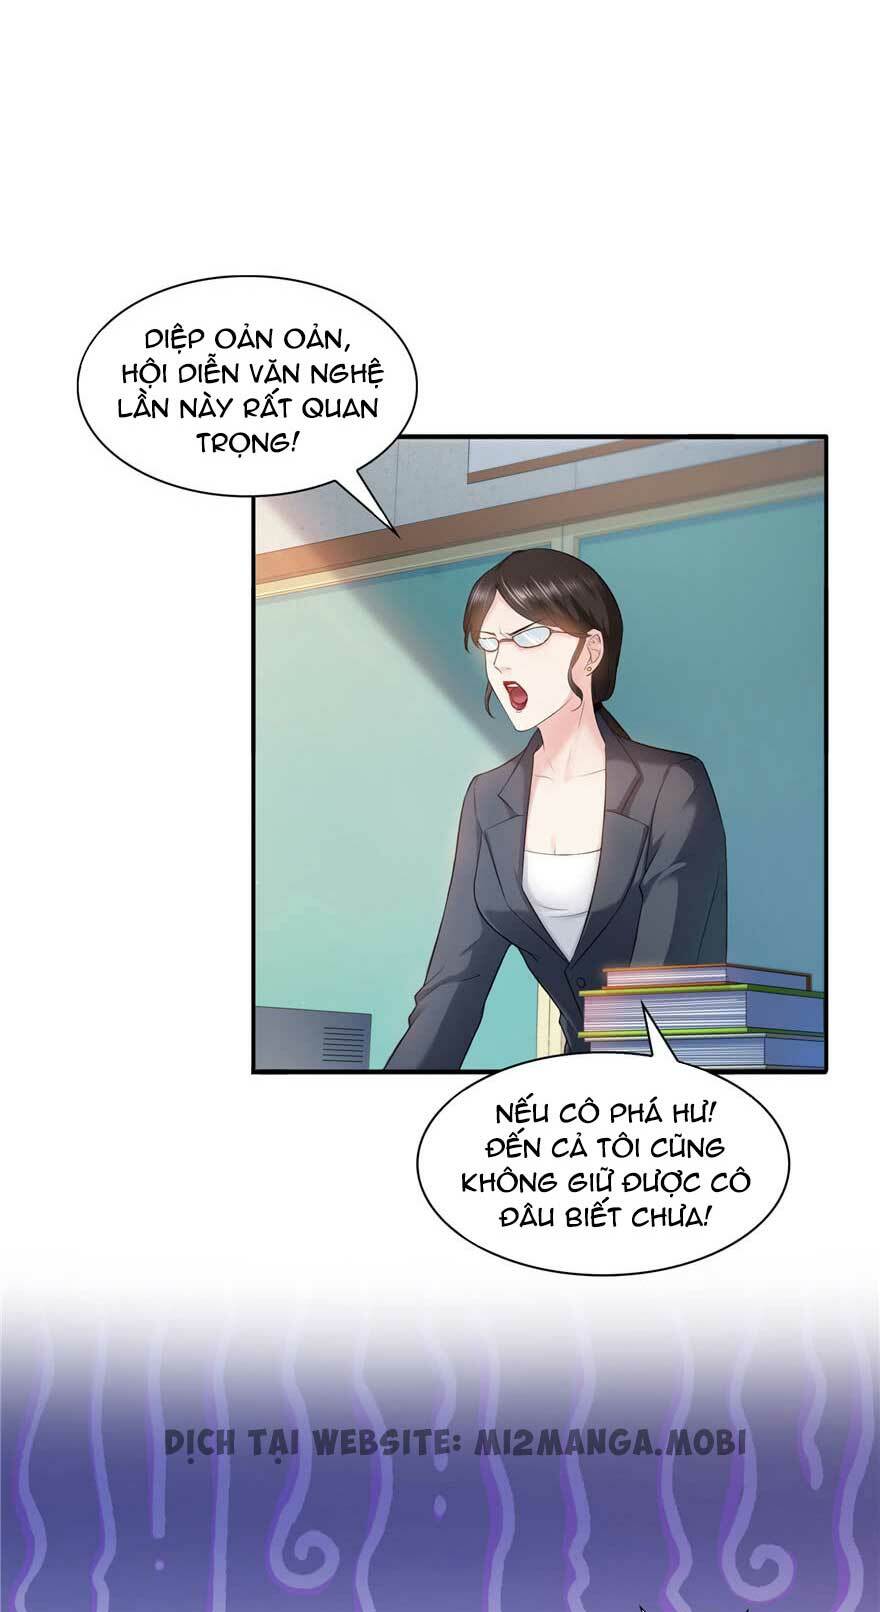 DIỆP OẢN OẢN,
HỘI DIỄN VĂN NGHỆ
LẦN NÀY RẤT QUAN
TRỌNG!
NẾU CÔ PHÁ HƯ!
ĐẾN CẢ TÔI CŨNG
KHÔNG GIỮ ĐƯỢC CÔ
ĐÂU BIẾT CHƯA!
DỊCH TẠI WEBSITE: MI2MANGA.MOBI